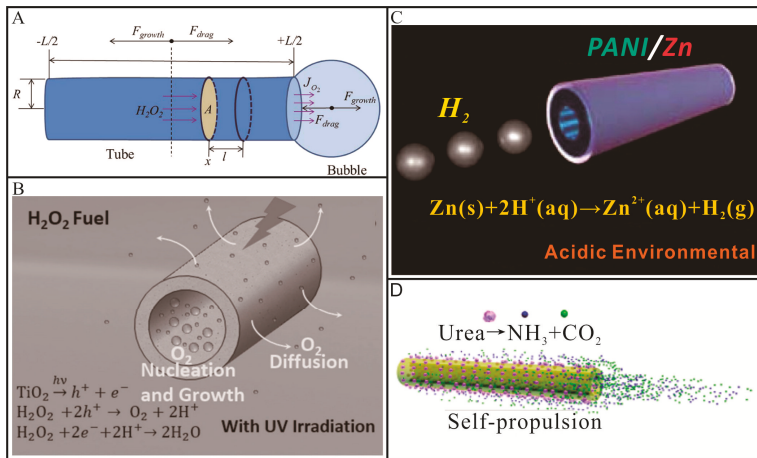 A
-L/2
F_growth
F_drag
+L/2
R
H₂O₂
A
J_O₂
F_growth
F_drag
Tube
x
l
Bubble
B
H₂O₂ Fuel
O₂
Nucleation
and Growth
O₂
Diffusion
TiO₂ →^hν h⁺ + e⁻
H₂O₂ +2h⁺ → O₂ + 2H⁺
H₂O₂ +2e⁻ +2H⁺→ 2H₂O
With UV Irradiation
C
PANI/Zn
H₂
Zn(s)+2H⁺(aq)→Zn²⁺(aq)+H₂(g)
Acidic Environmental
D
Urea→NH₃+CO₂
Self-propulsion